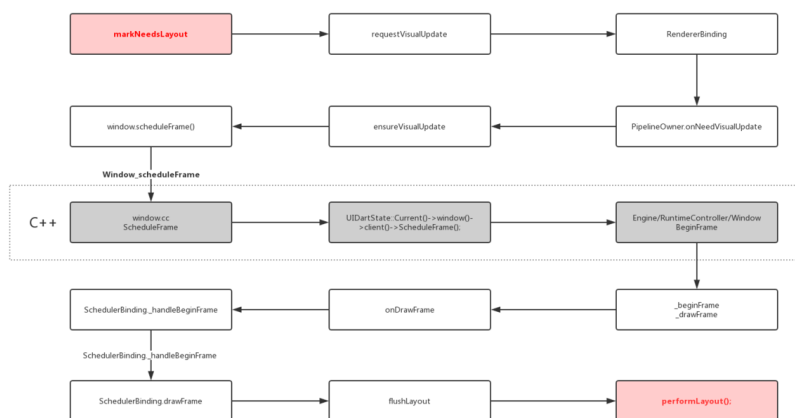 markNeedsLayout
requestVisualUpdate
RendererBinding
window.scheduleFrame()
ensureVisualUpdate
PipelineOwner.onNeedVisualUpdate
Window_scheduleFrame
C++
window.cc
ScheduleFrame
UIDartState::Current()->window()-
>client()->ScheduleFrame();
Engine/RuntimeController/Window
BeginFrame
SchedulerBinding._handleBeginFrame
onDrawFrame
_beginFrame
_drawFrame
SchedulerBinding._handleBeginFrame
SchedulerBinding.drawFrame
flushLayout
performLayout();